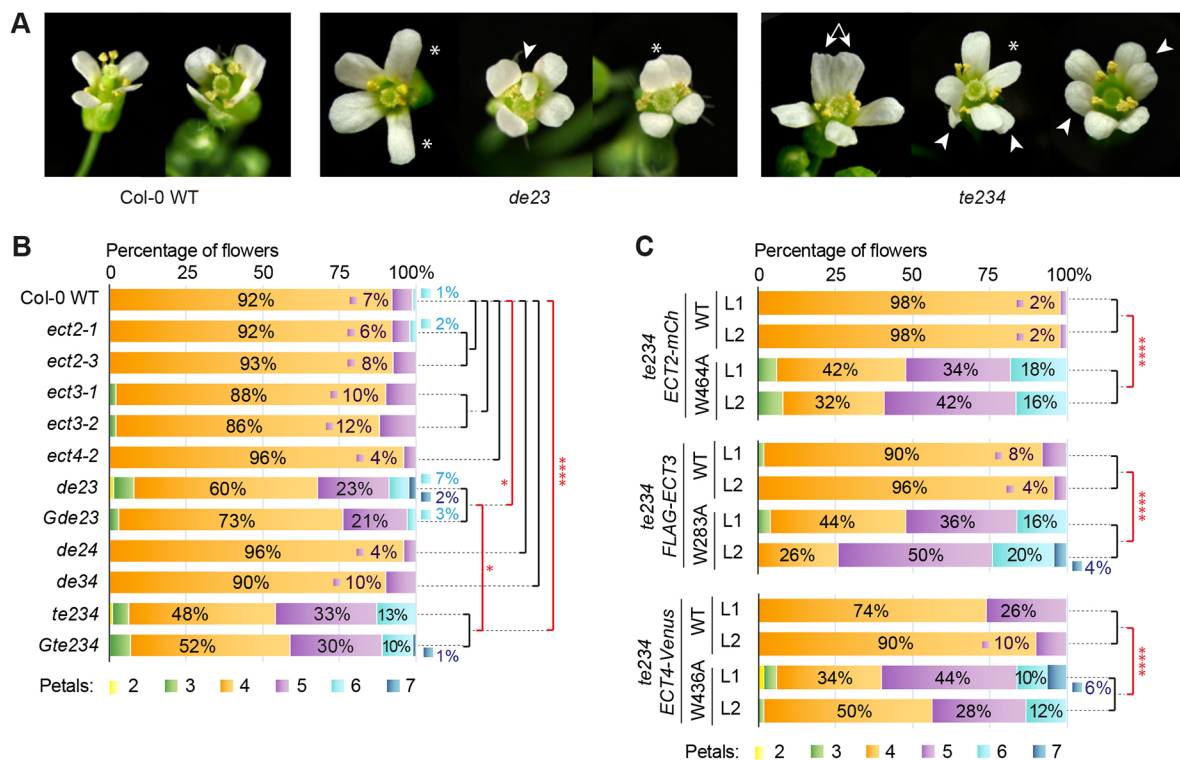 A
Col-0 WT
de23
te234
* * * *
B
Percentage of flowers
0 25 50 75 100%
Col-0 WT 92% 7% 1%
ect2-1 92% 6% 2%
ect2-3 93% 8%
ect3-1 88% 10%
ect3-2 86% 12%
ect4-2 96% 4%
de23 60% 23% 7% 2%
Gde23 73% 21% 3%
de24 96% 4%
de34 90% 10%
te234 48% 33% 13%
Gte234 52% 30% 10% 1%
* * ****
Petals: 2 3 4 5 6 7
C
Percentage of flowers
0 25 50 75 100%
te234
ECT2-mCh
WT L1 98% 2%
L2 98% 2%
W464A L1 42% 34% 18%
L2 32% 42% 16%
****
te234
FLAG-ECT3
WT L1 90% 8%
L2 96% 4%
W283A L1 44% 36% 16%
L2 26% 50% 20% 4%
****
te234
ECT4-Venus
WT L1 74% 26%
L2 90% 10%
W436A L1 34% 44% 10% 6%
L2 50% 28% 12%
****
Petals: 2 3 4 5 6 7